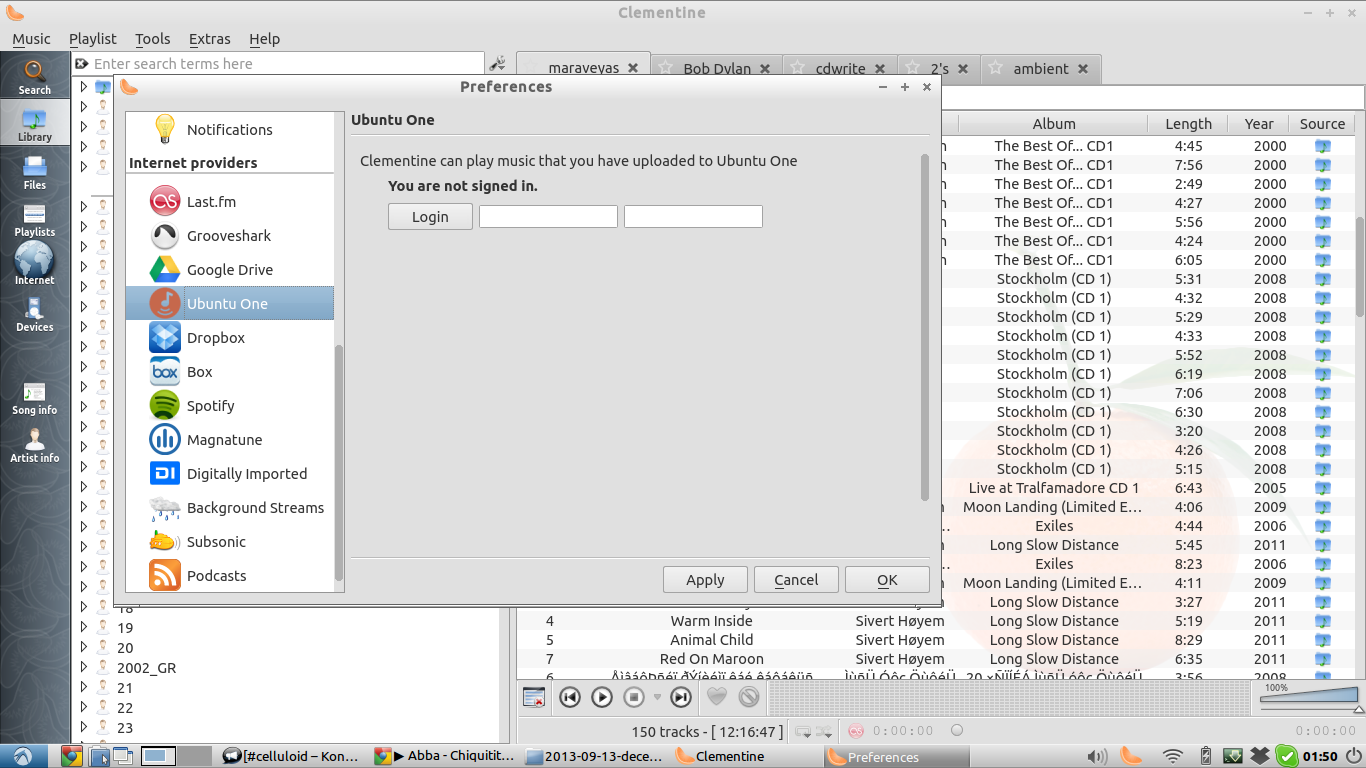 Clementine
Music Playlist Tools Extras Help
Enter search terms here
maraveyas Bob Dylan cdwrite 2's ambient
Search
Library
Files
Playlists
Internet
Devices
Song info
Artist info
Preferences
Notifications
Internet providers
Last.fm
Grooveshark
Google Drive
Ubuntu One
Dropbox
Box
Spotify
Magnatune
Digitally Imported
Background Streams
Subsonic
Podcasts
Ubuntu One
Clementine can play music that you have uploaded to Ubuntu One
You are not signed in.
Login
Apply Cancel OK
Album Length Year Source
The Best Of... CD1 4:45 2000
The Best Of... CD1 7:56 2000
The Best Of... CD1 2:49 2000
The Best Of... CD1 4:27 2000
The Best Of... CD1 5:56 2000
The Best Of... CD1 4:24 2000
The Best Of... CD1 6:05 2000
Stockholm (CD 1) 5:31 2008
Stockholm (CD 1) 4:32 2008
Stockholm (CD 1) 5:29 2008
Stockholm (CD 1) 4:33 2008
Stockholm (CD 1) 5:52 2008
Stockholm (CD 1) 6:19 2008
Stockholm (CD 1) 7:06 2008
Stockholm (CD 1) 6:30 2008
Stockholm (CD 1) 3:20 2008
Stockholm (CD 1) 4:26 2008
Stockholm (CD 1) 5:15 2008
Live at Tralfamadore CD 1 6:43 2005
Moon Landing (Limited E... 4:06 2009
Exiles 4:44 2006
Long Slow Distance 5:45 2011
Exiles 8:23 2006
Moon Landing (Limited E... 4:11 2009
Long Slow Distance 3:27 2011
4 Warm Inside Sivert Høyem Long Slow Distance 5:19 2011
5 Animal Child Sivert Høyem Long Slow Distance 8:29 2011
7 Red On Maroon Sivert Høyem Long Slow Distance 6:35 2011
6 3:56 2008
18
19
20
2002_GR
21
22
23
100%
150 tracks - [ 12:16:47 ] 0:00:00 0:00:00
[#celluloid – Kon... ▶ Abba - Chiquitit... 2013-09-13-dece... Clementine Preferences 01:50